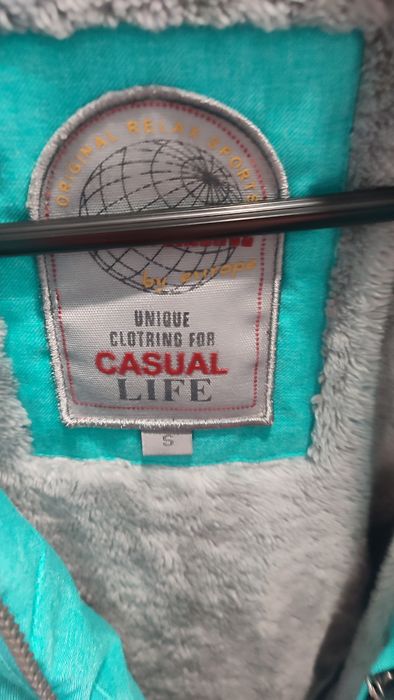 ORIGINAL RELAX SPORTS
by europe
UNIQUE
CLOTRING FOR
CASUAL
LIFE
S